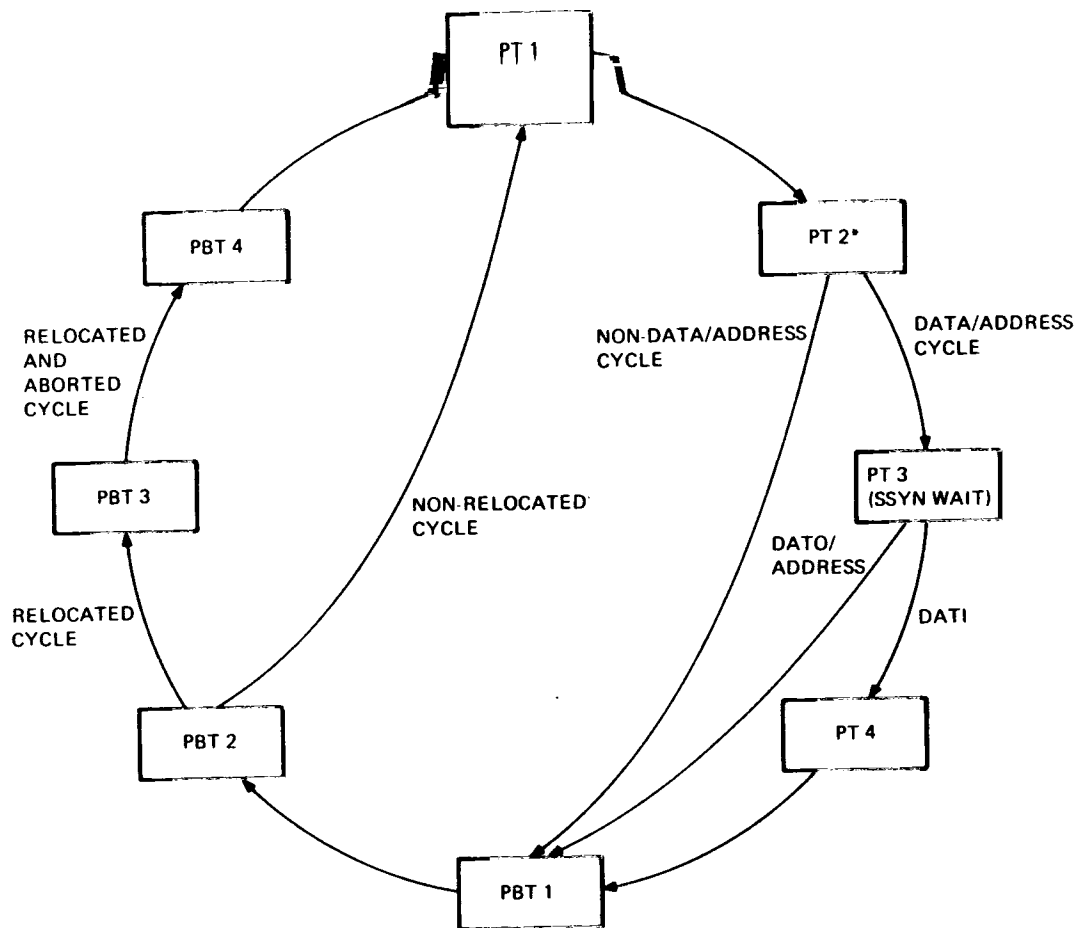 PT 1
PBT 4
PT 2*
RELOCATED
AND
ABORTED
CYCLE
NON-DATA/ADDRESS
CYCLE
DATA/ADDRESS
CYCLE
PBT 3
NON-RELOCATED
CYCLE
PT 3
(SSYN WAIT)
DATO/
ADDRESS
RELOCATED
CYCLE
DATI
PBT 2
PT 4
PBT 1